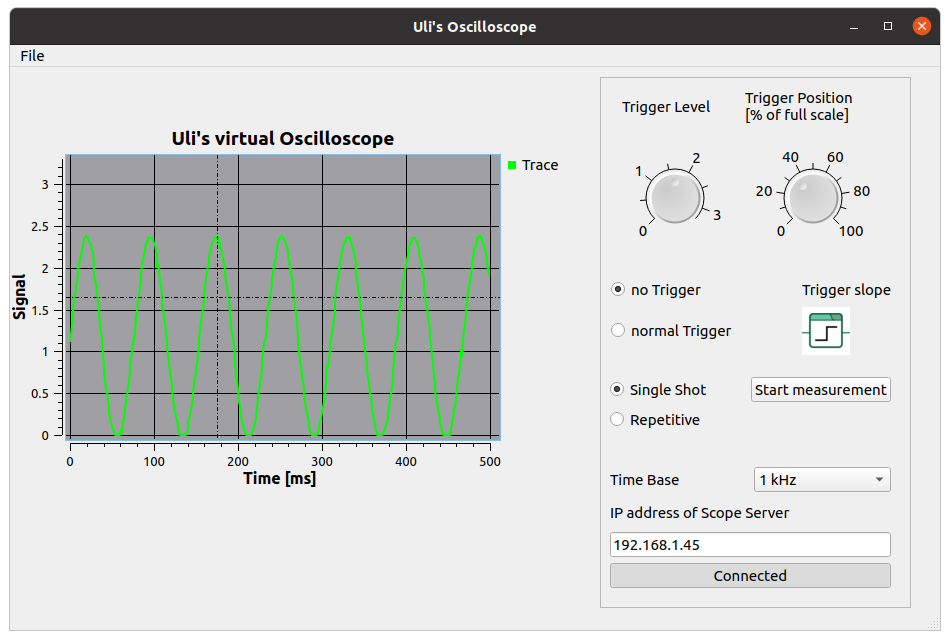 Uli's Oscilloscope
File
Uli's virtual Oscilloscope
Trace
Signal
3
2.5
2
1.5
1
0.5
0
0 100 200 300 400 500
Time [ms]
Trigger Level
Trigger Position
[% of full scale]
0 1 2 3
0 20 40 60 80 100
no Trigger
Trigger slope
normal Trigger
Single Shot
Start measurement
Repetitive
Time Base
1 kHz
IP address of Scope Server
192.168.1.45
Connected